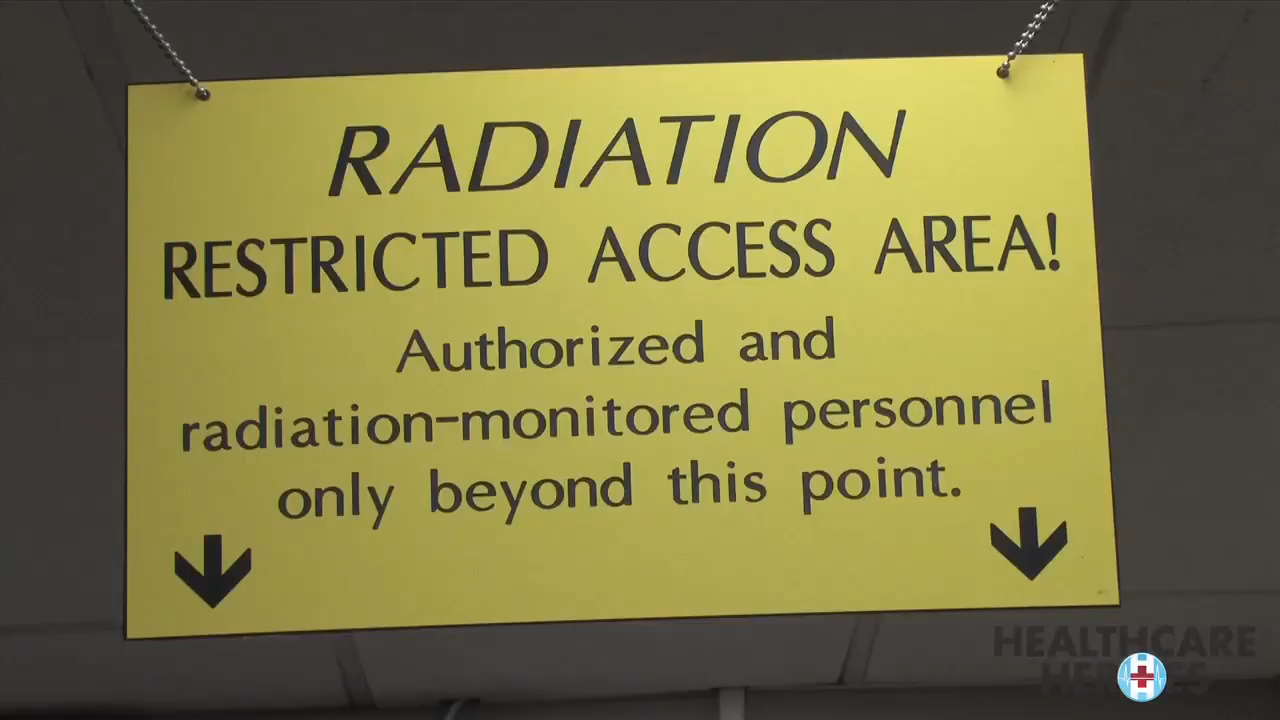 RADIATION
RESTRICTED ACCESS AREA!
Authorized and
radiation-monitored personnel
only beyond this point.
HEALTHCARE
HEROES